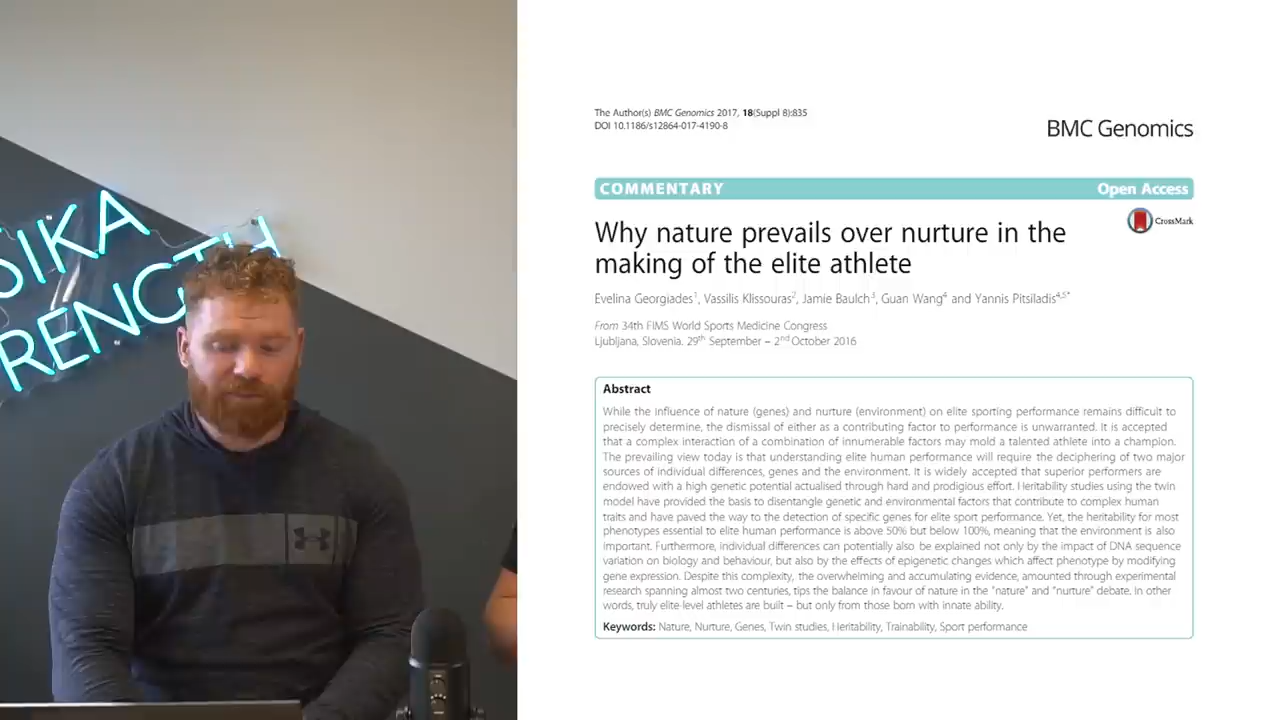 SIKA
RENGTH
The Author(s) BMC Genomics 2017, 18(Suppl 8):835
DOI 10.1186/s12864-017-4190-8
BMC Genomics
COMMENTARY
Open Access
CrossMark
Why nature prevails over nurture in the
making of the elite athlete
Evelina Georgiades1, Vassilis Klissouras2, Jamie Baulch3, Guan Wang4 and Yannis Pitsiladis4,5*
From 34th FIMS World Sports Medicine Congress
Ljubljana, Slovenia. 29th September – 2nd October 2016
Abstract
While the influence of nature (genes) and nurture (environment) on elite sporting performance remains difficult to
precisely determine, the dismissal of either as a contributing factor to performance is unwarranted. It is accepted
that a complex interaction of a combination of innumerable factors may mold a talented athlete into a champion.
The prevailing view today is that understanding elite human performance will require the deciphering of two major
sources of individual differences, genes and the environment. It is widely accepted that superior performers are
endowed with a high genetic potential actualised through hard and prodigious effort. Heritability studies using the twin
model have provided the basis to disentangle genetic and environmental factors that contribute to complex human
traits and have paved the way to the detection of specific genes for elite sport performance. Yet, the heritability for most
phenotypes essential to elite human performance is above 50% but below 100%, meaning that the environment is also
important. Furthermore, individual differences can potentially also be explained not only by the impact of DNA sequence
variation on biology and behaviour, but also by the effects of epigenetic changes which affect phenotype by modifying
gene expression. Despite this complexity, the overwhelming and accumulating evidence, amounted through experimental
research spanning almost two centuries, tips the balance in favour of nature in the "nature" and "nurture" debate. In other
words, truly elite-level athletes are built – but only from those born with innate ability.
Keywords: Nature, Nurture, Genes, Twin studies, Heritability, Trainability, Sport performance